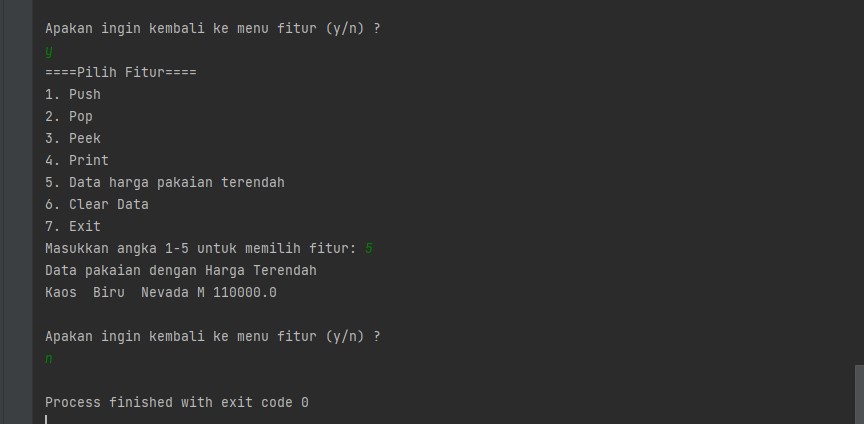 Apakan ingin kembali ke menu fitur (y/n) ?
y
====Pilih Fitur====
1. Push
2. Pop
3. Peek
4. Print
5. Data harga pakaian terendah
6. Clear Data
7. Exit
Masukkan angka 1-5 untuk memilih fitur: 5
Data pakaian dengan Harga Terendah
Kaos  Biru  Nevada M 110000.0
Apakan ingin kembali ke menu fitur (y/n) ?
n
Process finished with exit code 0